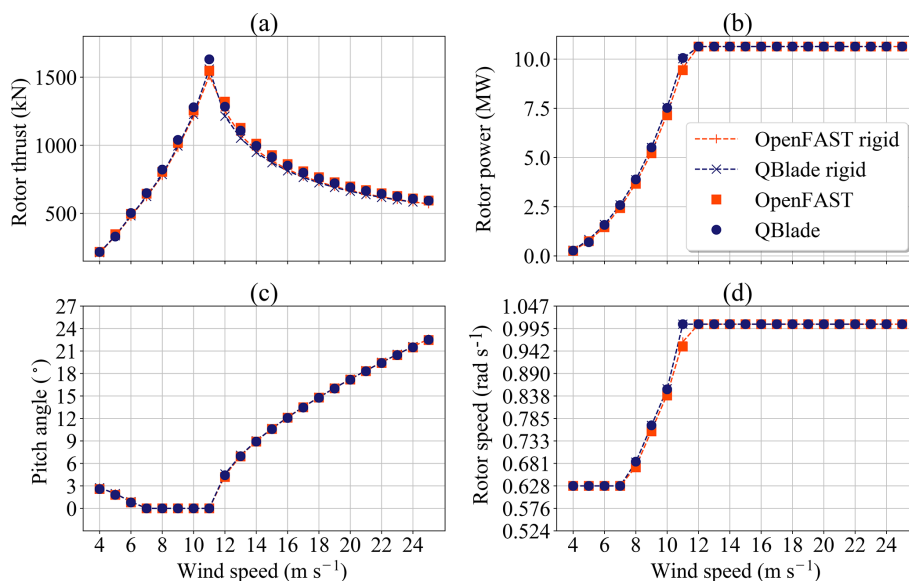 (a)
Rotor thrust (kN)
1500
1000
500
(b)
Rotor power (MW)
10.0
7.5
5.0
2.5
0.0
OpenFAST rigid
QBlade rigid
OpenFAST
QBlade
(c)
Pitch angle (°)
27
24
21
18
15
12
9
6
3
0
4 6 8 10 12 14 16 18 20 22 24
Wind speed (m s⁻¹)
(d)
Rotor speed (rad s⁻¹)
1.047
0.995
0.942
0.890
0.838
0.785
0.733
0.681
0.628
0.576
0.524
4 6 8 10 12 14 16 18 20 22 24
Wind speed (m s⁻¹)